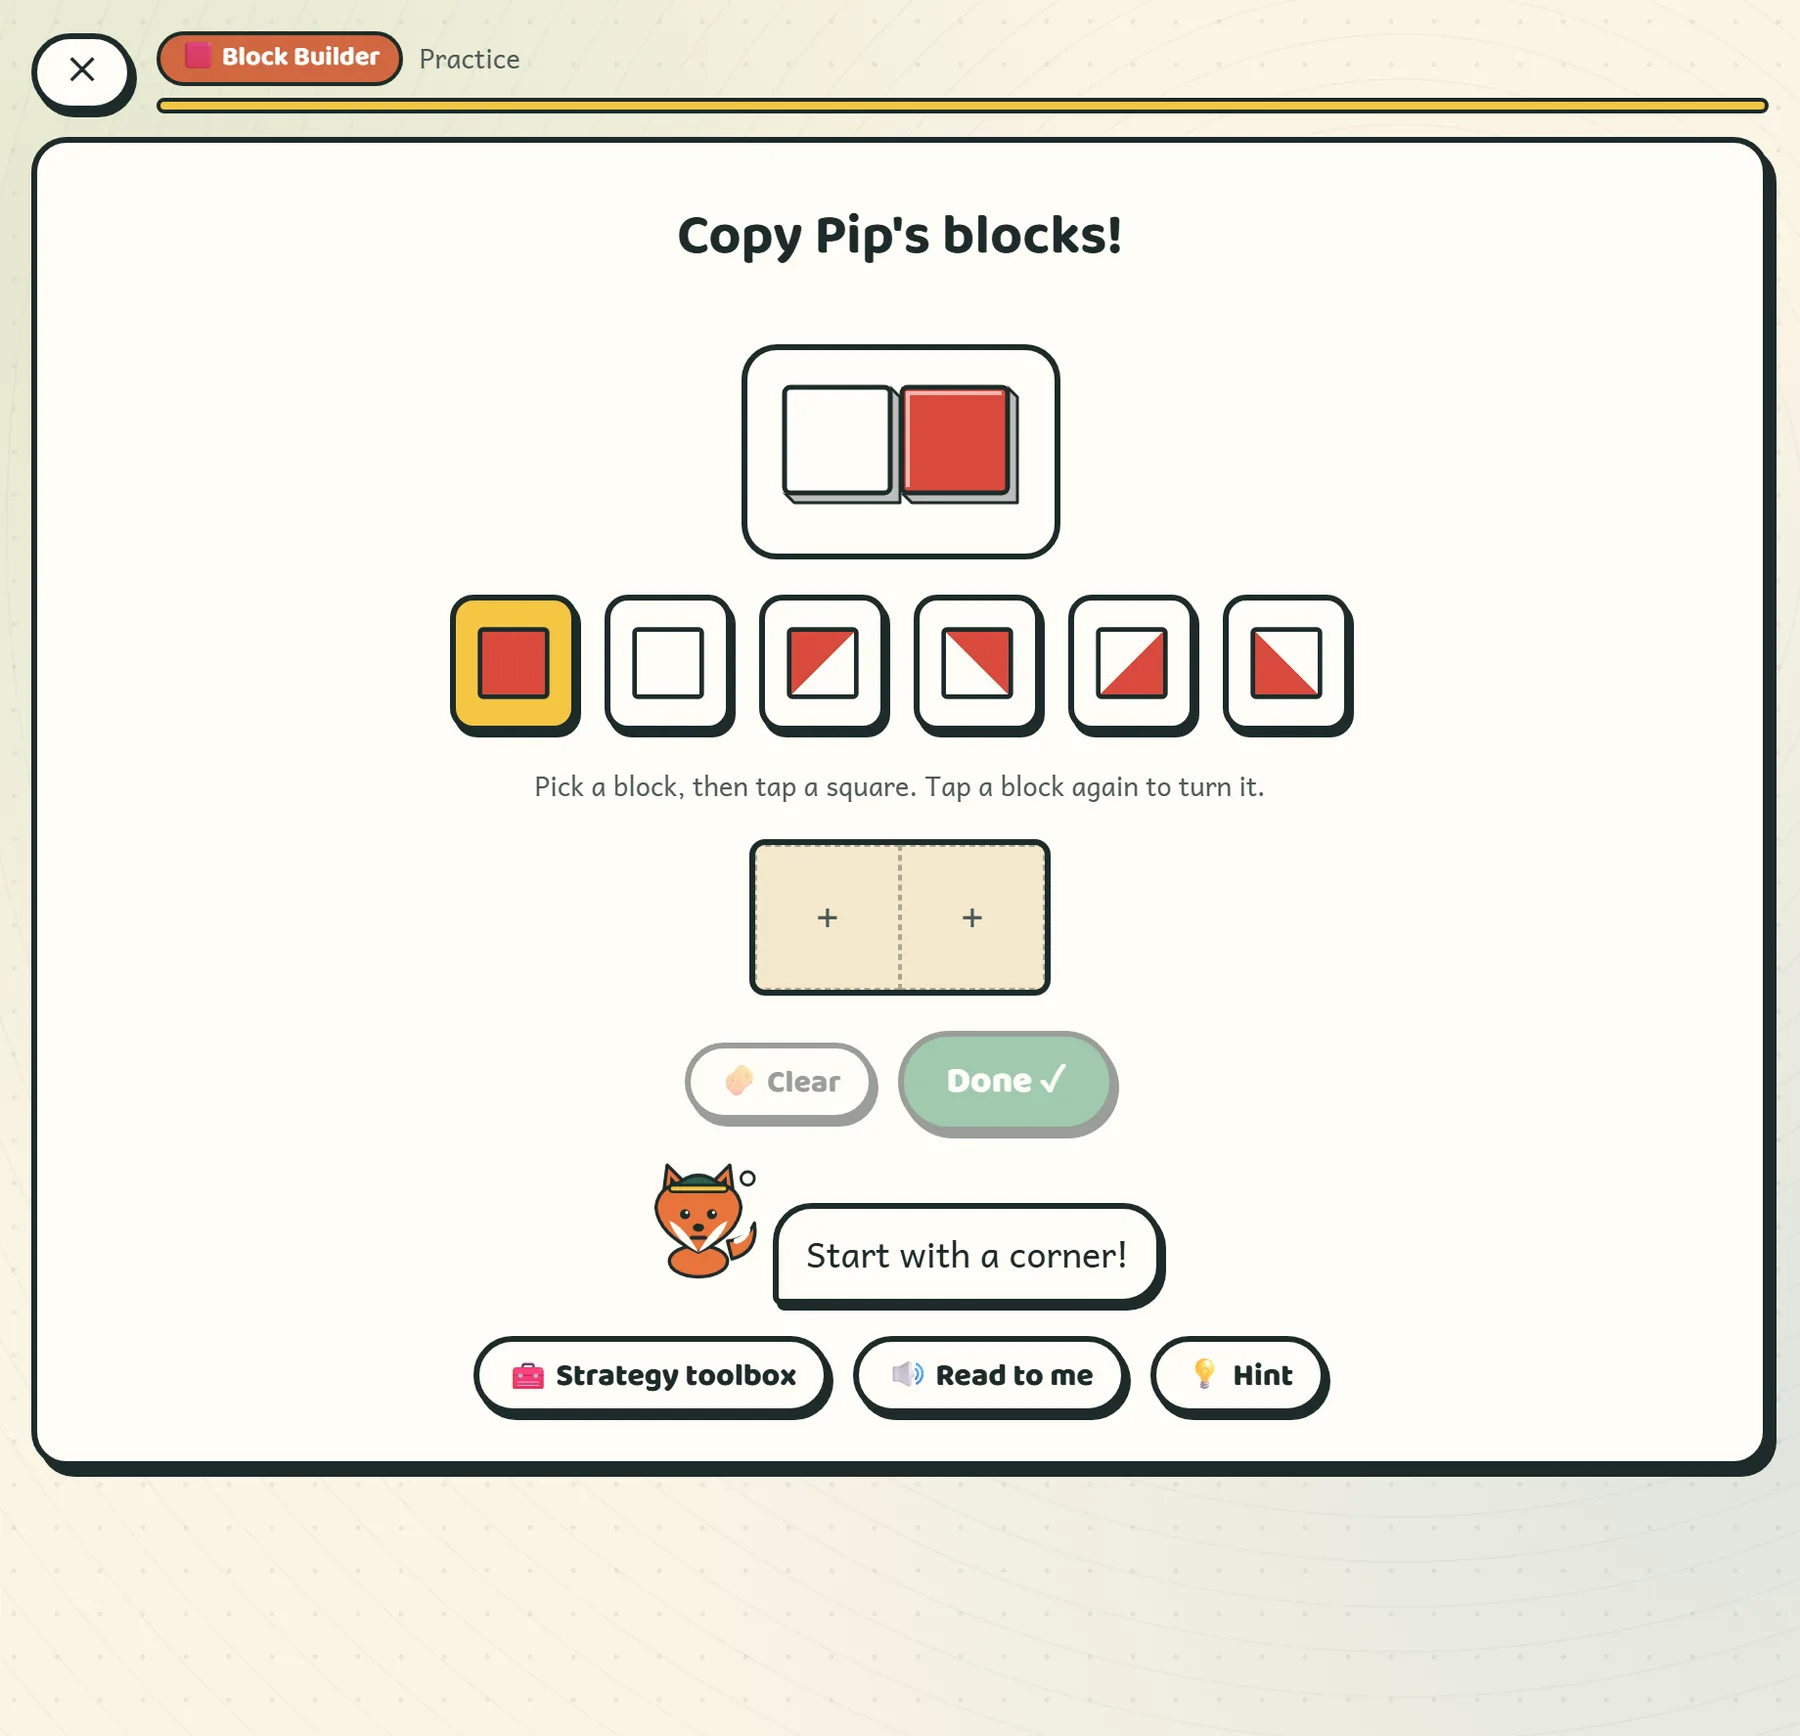 Block Builder Practice
Copy Pip's blocks!
Pick a block, then tap a square. Tap a block again to turn it.
+ +
Clear Done ✓
Start with a corner!
Strategy toolbox Read to me Hint